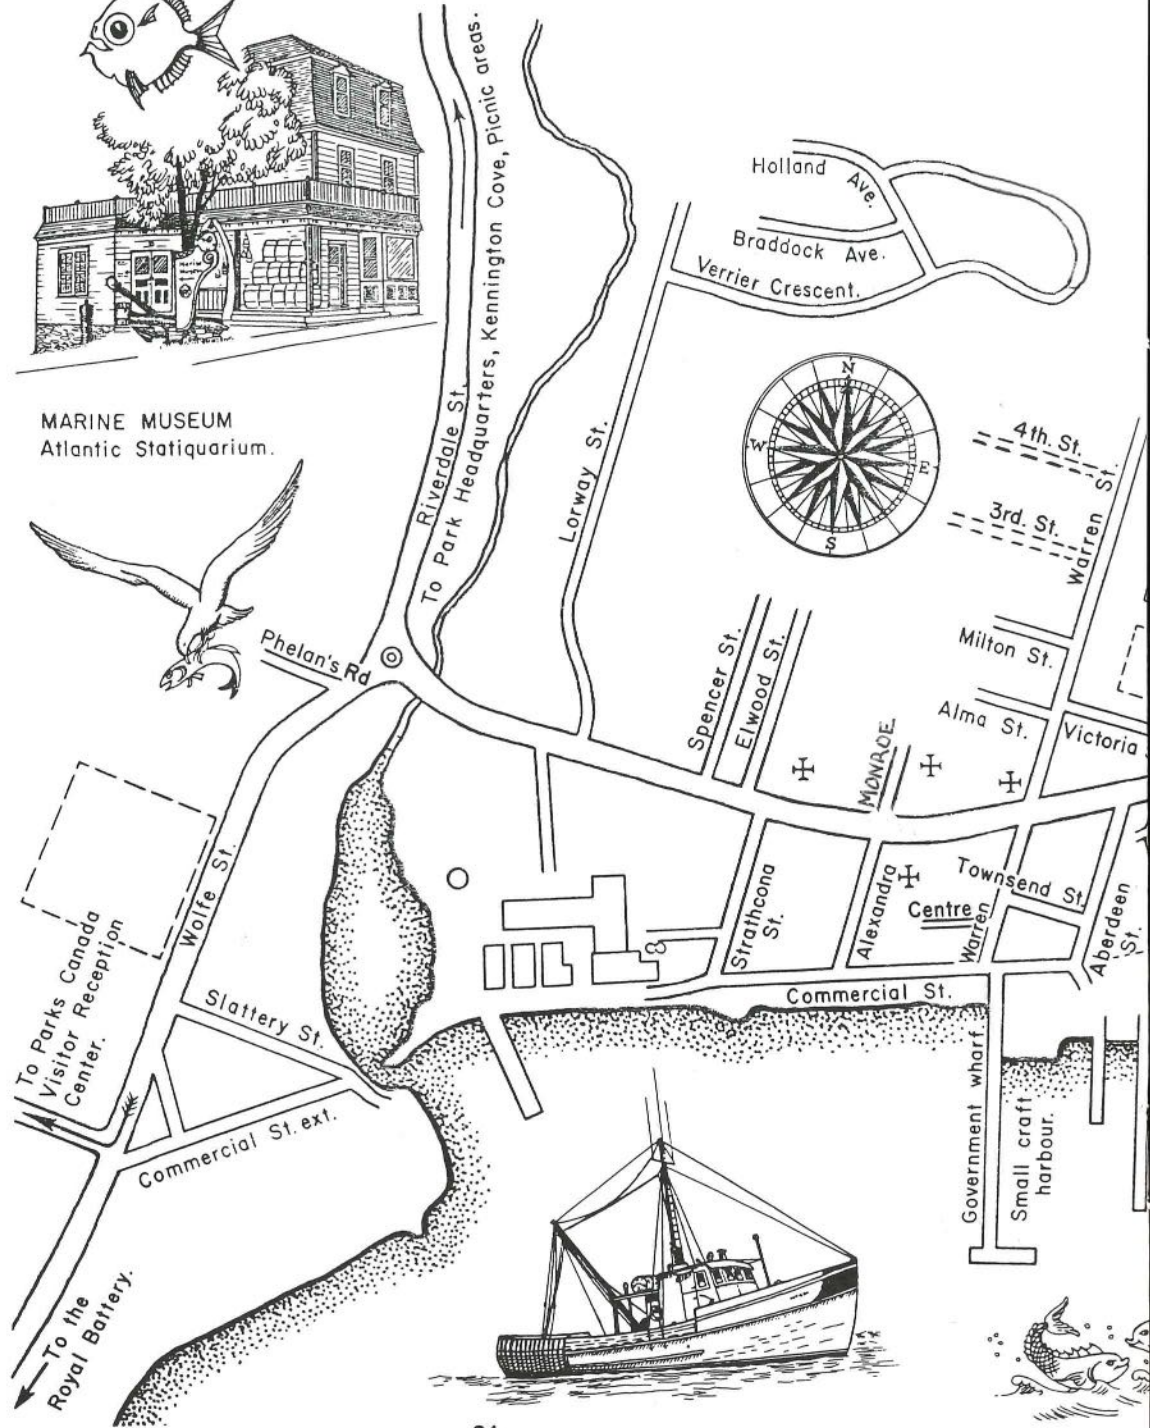 Riverdale St.
To Park Headquarters, Kennington Cove, Picnic areas.
Holland Ave.
Braddock Ave.
Verrier Crescent.
MARINE MUSEUM
Atlantic Statiquarium.
Lorway St.
N
W
E
S
4th. St.
3rd. St.
Warren St.
Milton St.
Alma St.
Victoria
Phelan's Rd
Spencer St.
Elwood St.
MONROE
Wolfe St.
Strathcona
St.
Alexandra
Centre
Townsend St.
Warren
Aberdeen
St.
Commercial St.
To Parks Canada
Visitor Reception
Center.
Slattery St.
Commercial St. ext.
Government wharf
Small craft
harbour.
To the
Royal Battery.